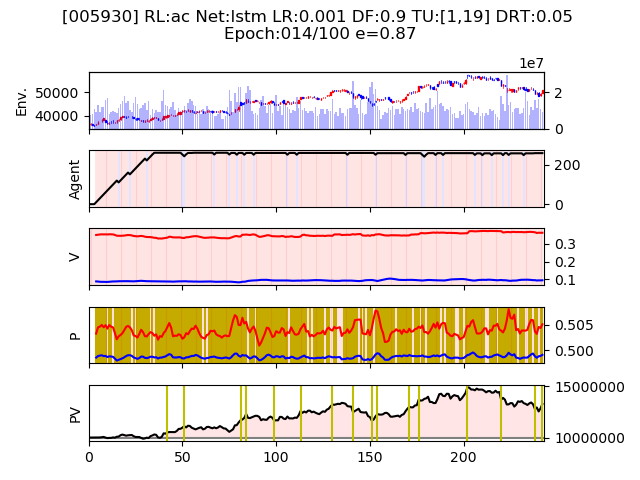 [005930] RL:ac Net:lstm LR:0.001 DF:0.9 TU:[1,19] DRT:0.05
Epoch:014/100 e=0.87
1e7
Env.
50000
40000
2
0
Agent
200
0
V
0.3
0.2
0.1
P
0.505
0.500
PV
15000000
10000000
0 50 100 150 200